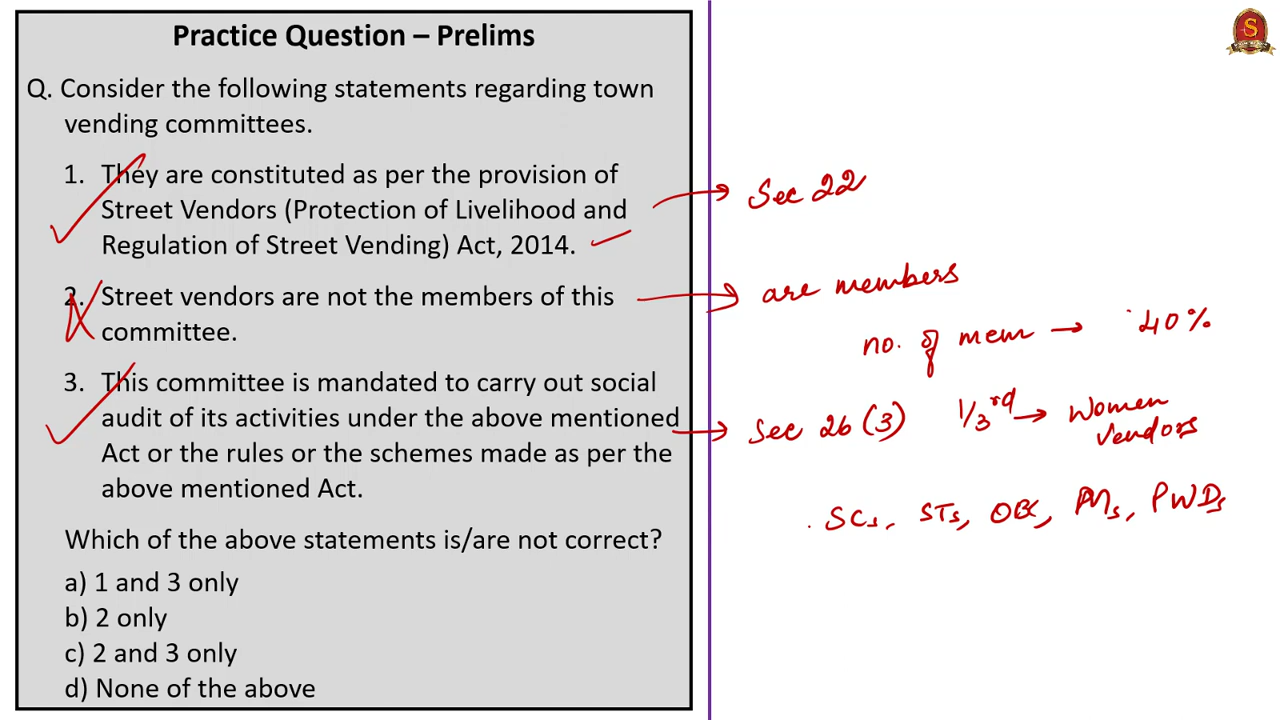 Practice Question – Prelims
Q. Consider the following statements regarding town
vending committees.
1. They are constituted as per the provision of
Street Vendors (Protection of Livelihood and
Regulation of Street Vending) Act, 2014.
2. Street vendors are not the members of this
committee.
3. This committee is mandated to carry out social
audit of its activities under the above mentioned
Act or the rules or the schemes made as per the
above mentioned Act.
Which of the above statements is/are not correct?
a) 1 and 3 only
b) 2 only
c) 2 and 3 only
d) None of the above
S
Sec 22
are members
no. of mem → 40%
Sec 26 (3) 1/3rd → Women
Vendors
SCs, STs, OBC, PWDs